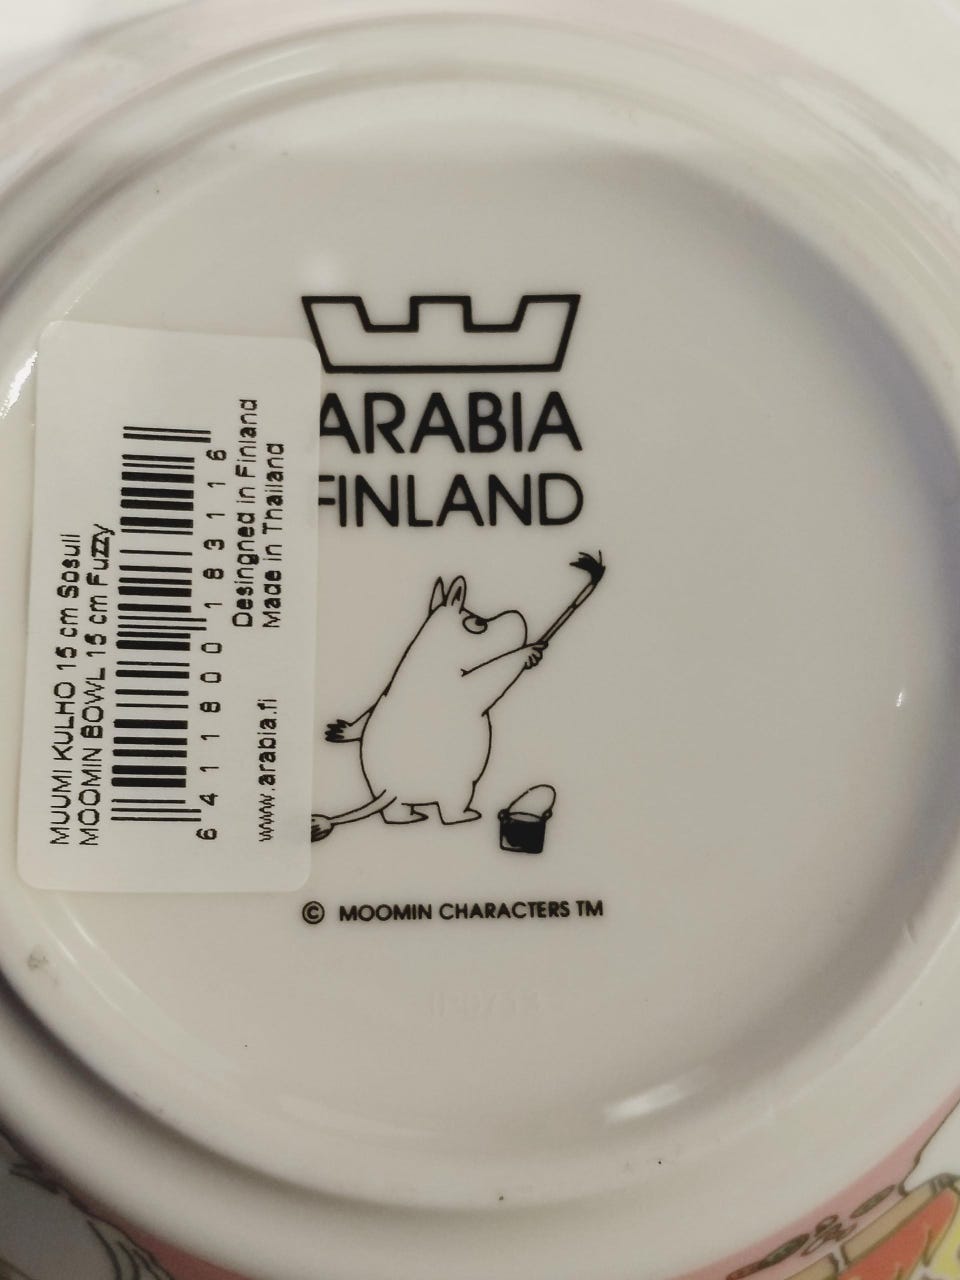 ARABIA
FINLAND
© MOOMIN CHARACTERS TM
MUUMI KULHO 15 cm Sosuli
MOOMIN BOWL 15 cm Fuzzy
6 411800 183116
Desingned in Finland
www.arabia.fi Made in Thailand